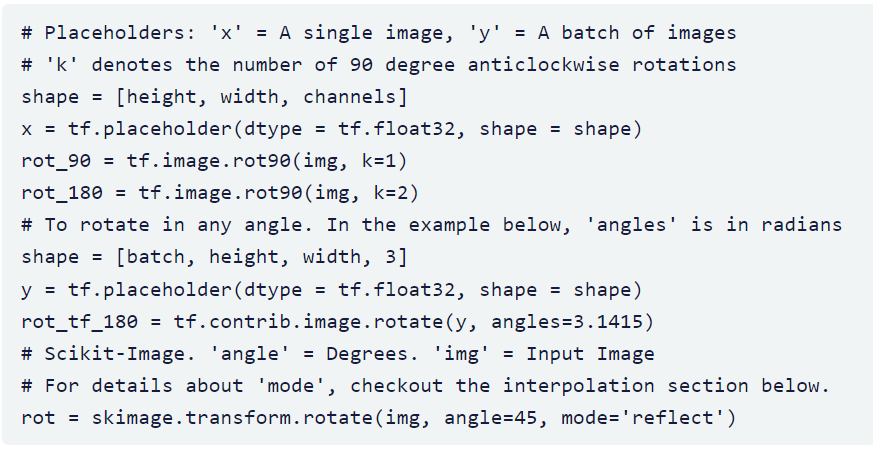 # Placeholders: 'x' = A single image, 'y' = A batch of images
# 'k' denotes the number of 90 degree anticlockwise rotations
shape = [height, width, channels]
x = tf.placeholder(dtype = tf.float32, shape = shape)
rot_90 = tf.image.rot90(img, k=1)
rot_180 = tf.image.rot90(img, k=2)
# To rotate in any angle. In the example below, 'angles' is in radians
shape = [batch, height, width, 3]
y = tf.placeholder(dtype = tf.float32, shape = shape)
rot_tf_180 = tf.contrib.image.rotate(y, angles=3.1415)
# Scikit-Image. 'angle' = Degrees. 'img' = Input Image
# For details about 'mode', checkout the interpolation section below.
rot = skimage.transform.rotate(img, angle=45, mode='reflect')